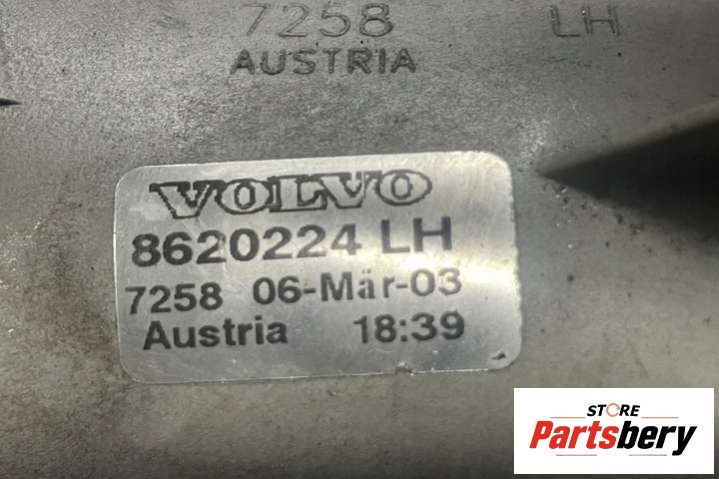 7258 LH
AUSTRIA
VOLVO
8620224 LH
7258 06-Mär-03
Austria 18:39
STORE
Partsbery